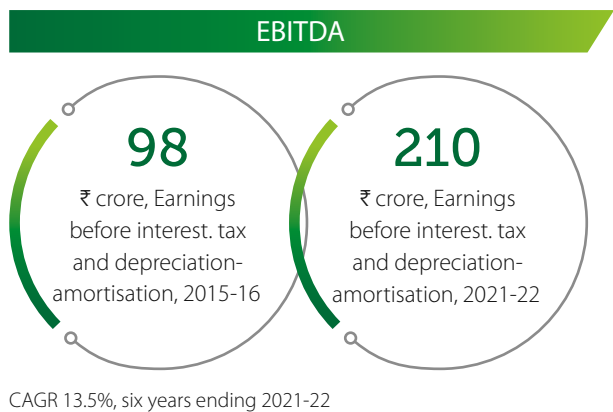 EBITDA
98
₹ crore, Earnings
before interest. tax
and depreciation-
amortisation, 2015-16
210
₹ crore, Earnings
before interest. tax
and depreciation-
amortisation, 2021-22
CAGR 13.5%, six years ending 2021-22